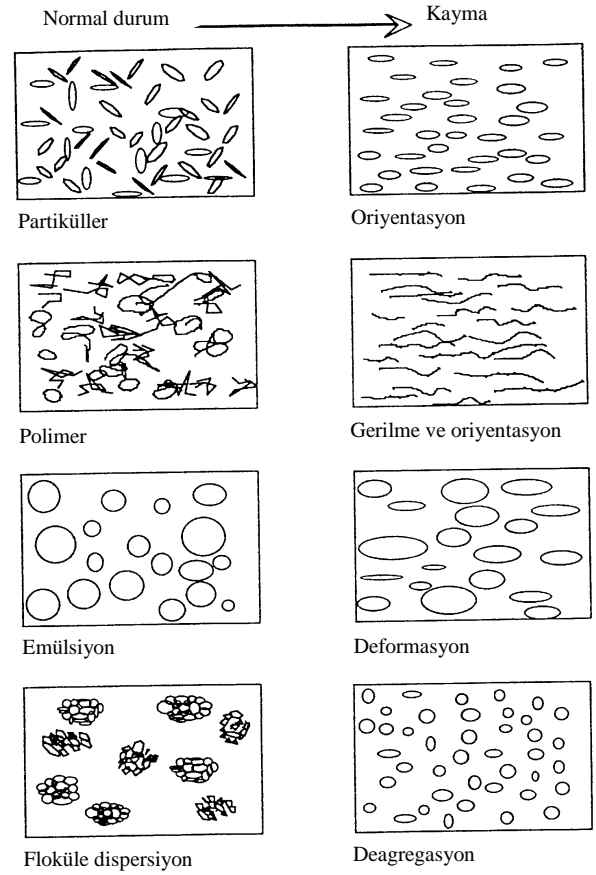 Normal durum
Kayma
Partiküller
Oriyentasyon
Polimer
Gerilme ve oriyentasyon
Emülsiyon
Deformasyon
Floküle dispersiyon
Deagregasyon